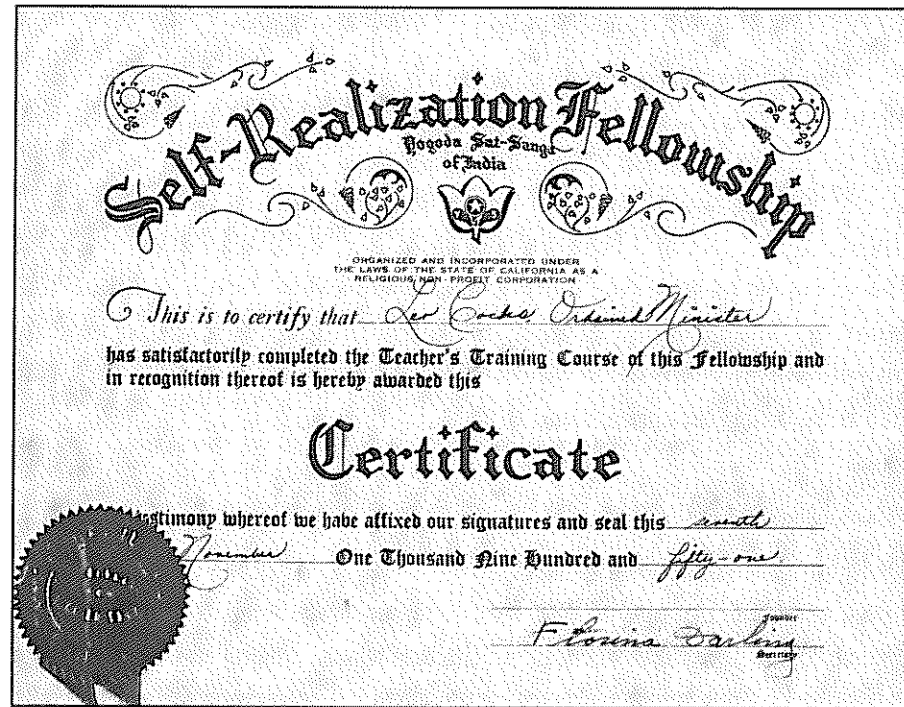 Self-Realization Fellowship
Yogoda Sat-Sanga
of India
ORGANIZED AND INCORPORATED UNDER
THE LAWS OF THE STATE OF CALIFORNIA AS A
RELIGIOUS NON-PROFIT CORPORATION
This is to certify that Leo Cocks Ordained Minister
has satisfactorily completed the Teacher's Training Course of this Fellowship and
in recognition thereof is hereby awarded this
Certificate
stimony whereof we have affixed our signatures and seal this seventh
November One Thousand Nine Hundred and fifty-one
Founder
Florina Darling
Secretary